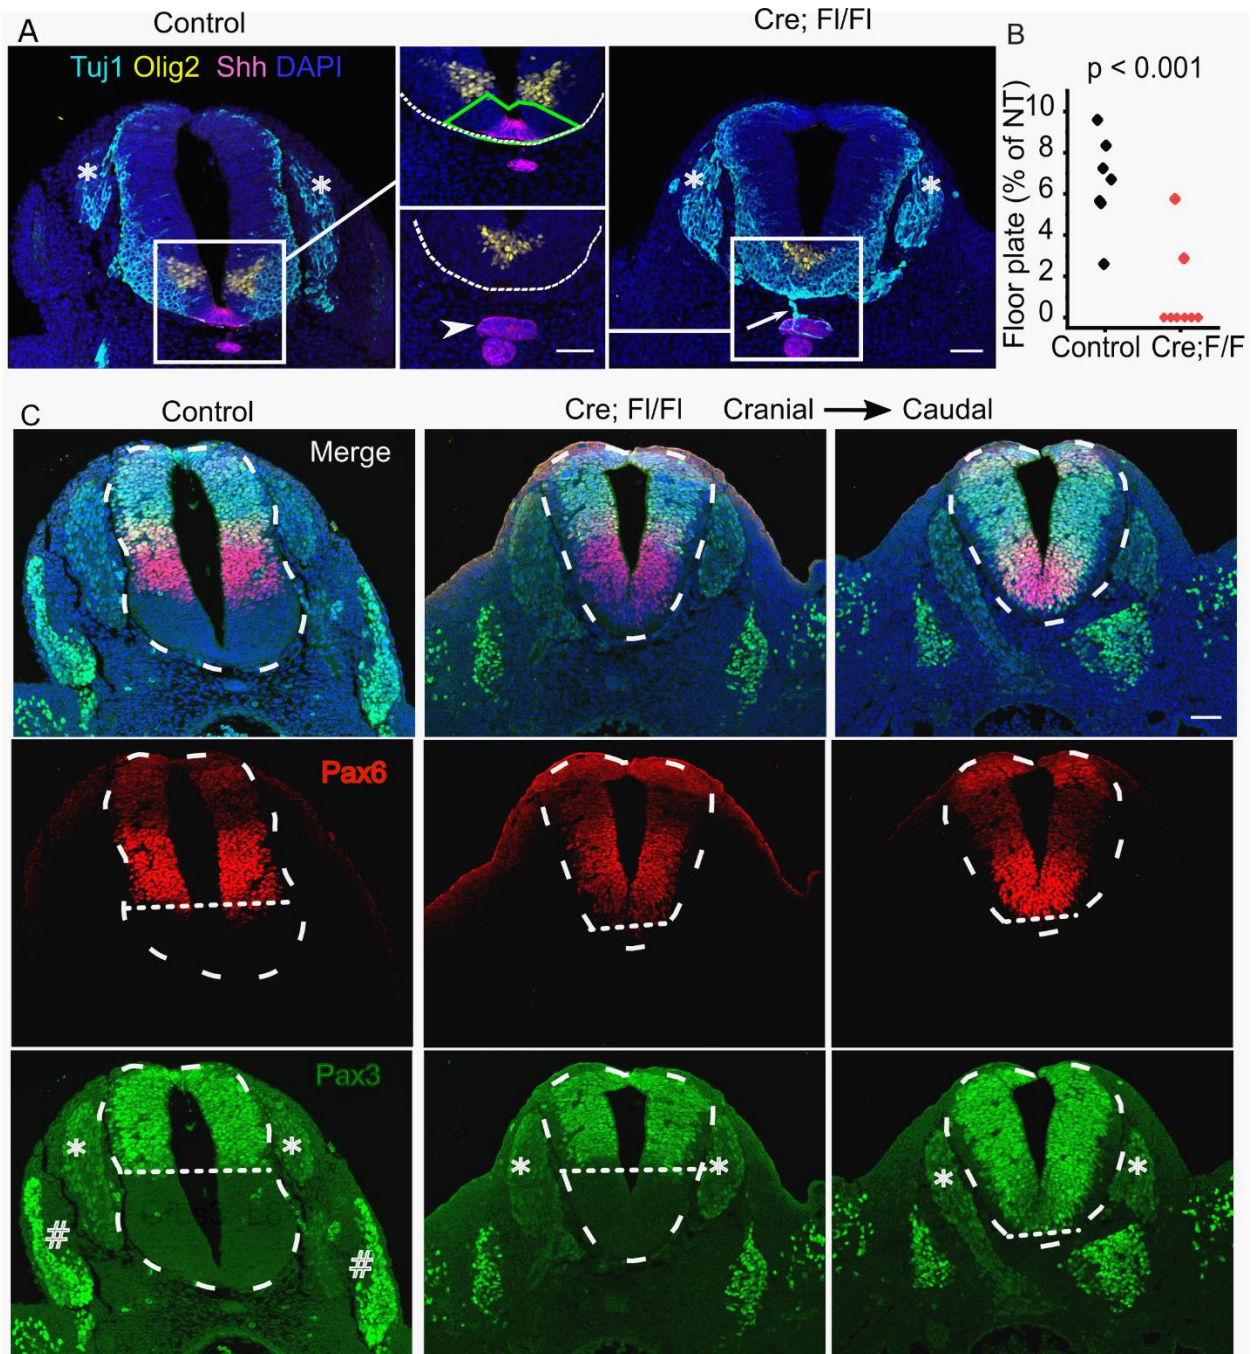 A
Control
Cre; Fl/Fl
B
Tuj1 Olig2 Shh DAPI
*
*
*
*
p < 0.001
Floor plate (% of NT)
10
8
6
4
2
0
Control Cre;F/F
C
Control
Cre; Fl/Fl
Cranial
Caudal
Merge
Pax6
Pax3
*
*
*
*
*
*
#
#